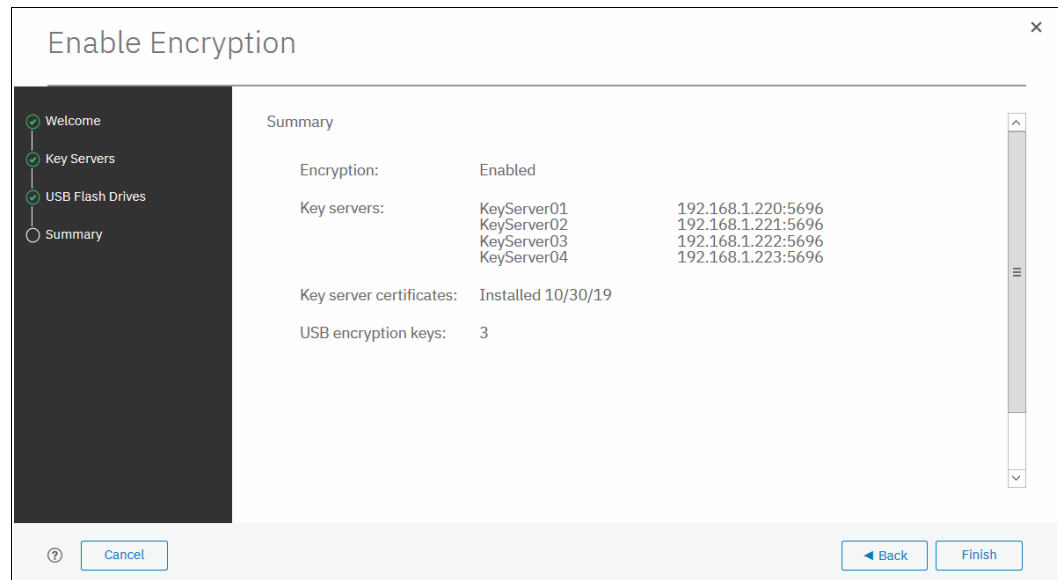 Enable Encryption
Welcome
Key Servers
USB Flash Drives
Summary
Summary
Encryption: Enabled
Key servers: KeyServer01 192.168.1.220:5696
KeyServer02 192.168.1.221:5696
KeyServer03 192.168.1.222:5696
KeyServer04 192.168.1.223:5696
Key server certificates: Installed 10/30/19
USB encryption keys: 3
? Cancel ◄ Back Finish